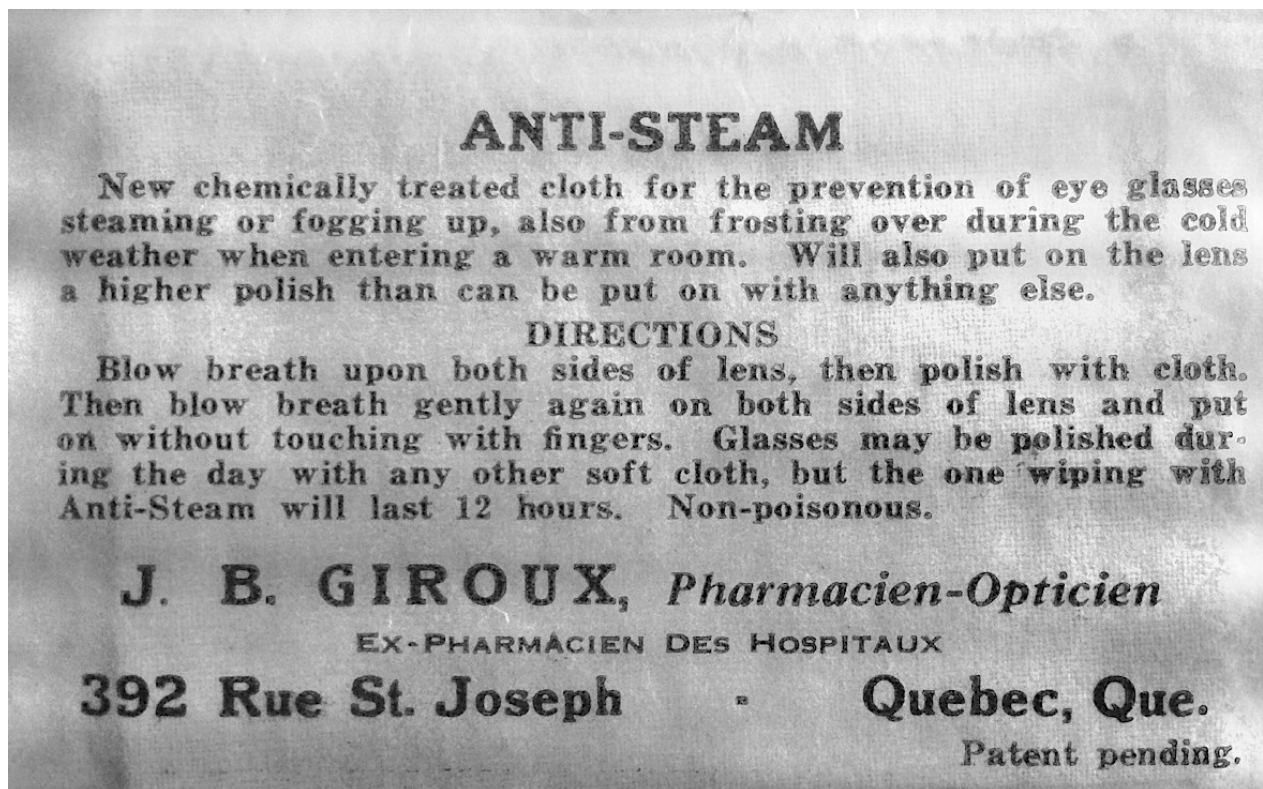 ANTI-STEAM
New chemically treated cloth for the prevention of eye glasses
steaming or fogging up, also from frosting over during the cold
weather when entering a warm room. Will also put on the lens
a higher polish than can be put on with anything else.
DIRECTIONS
Blow breath upon both sides of lens, then polish with cloth.
Then blow breath gently again on both sides of lens and put
on without touching with fingers. Glasses may be polished dur-
ing the day with any other soft cloth, but the one wiping with
Anti-Steam will last 12 hours. Non-poisonous.
J. B. GIROUX, Pharmacien-Opticien
EX-PHARMACIEN DES HOSPITAUX
392 Rue St. Joseph - Quebec, Que.
Patent pending.